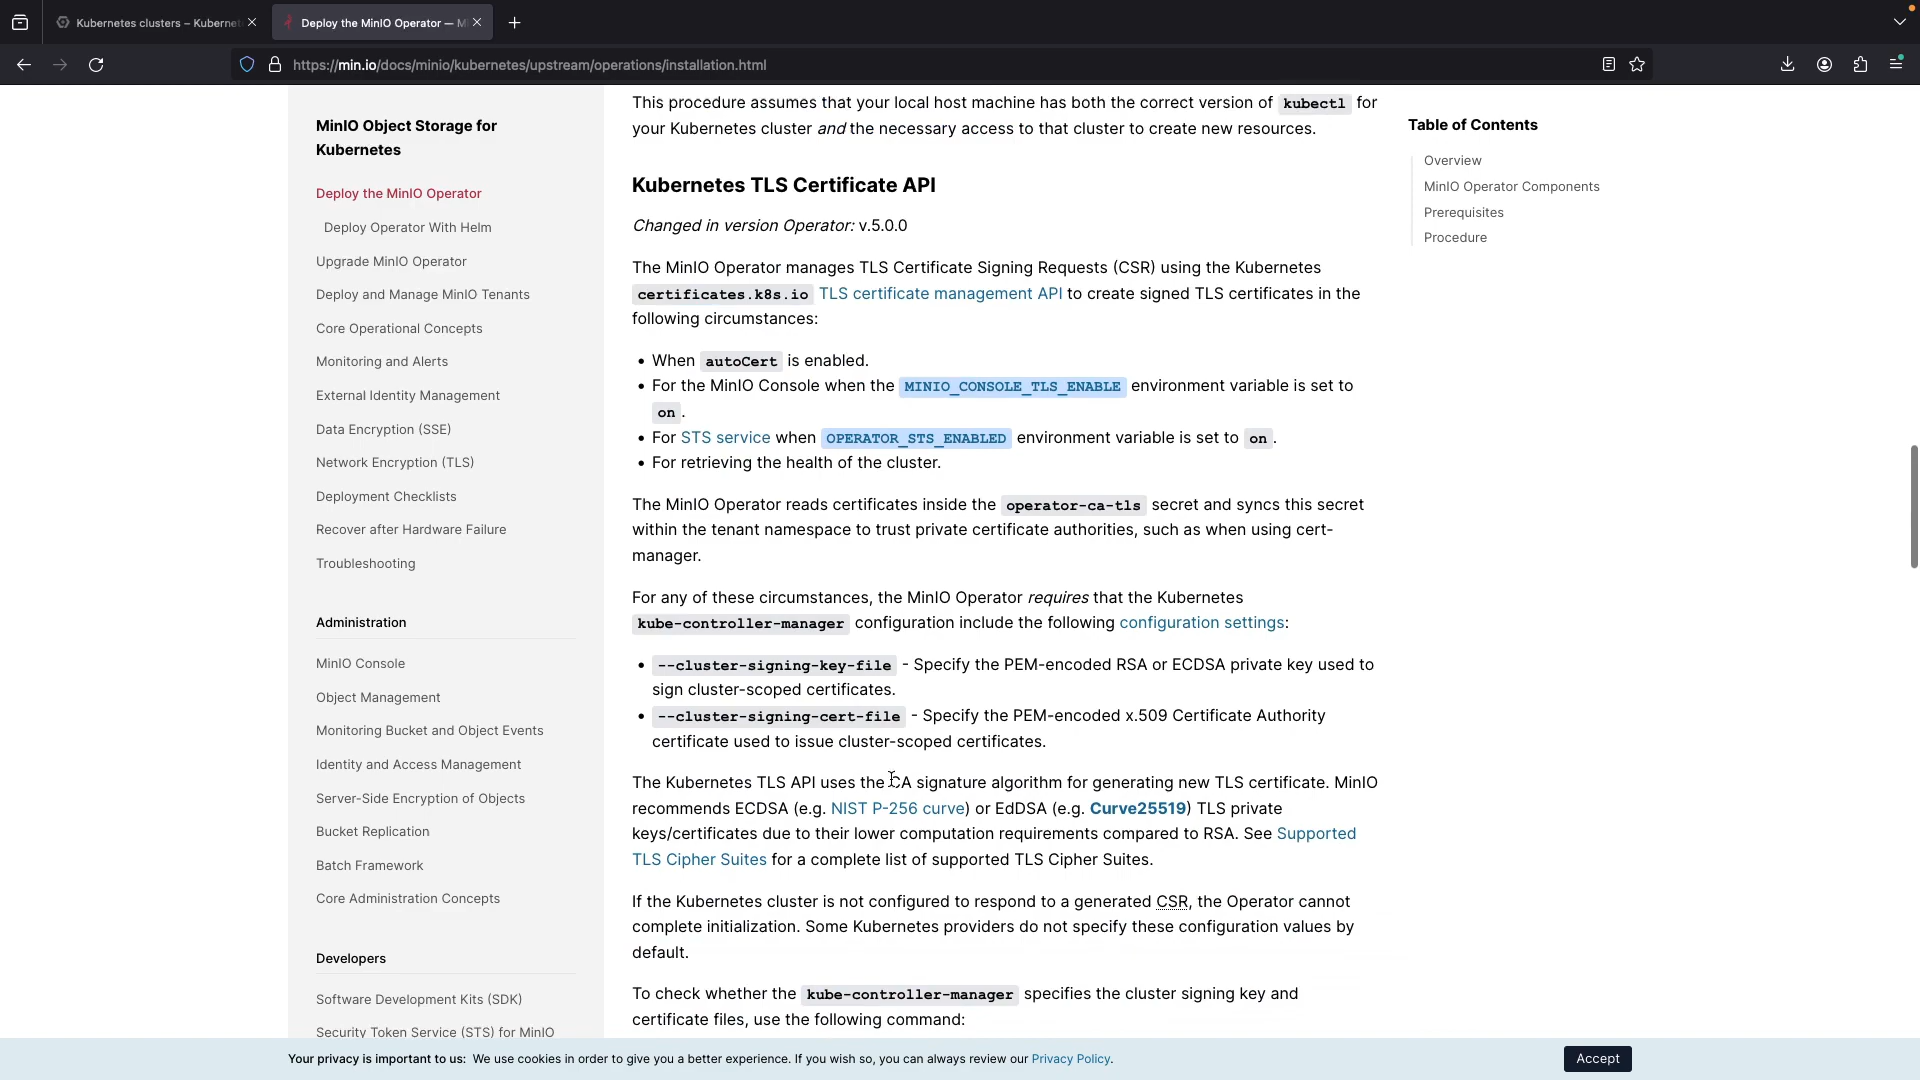 Kubernetes clusters – Kubernet
Deploy the MinIO Operator — M
https://min.io/docs/minio/kubernetes/upstream/operations/installation.html
MinIO Object Storage for
Kubernetes
Deploy the MinIO Operator
Deploy Operator With Helm
Upgrade MinIO Operator
Deploy and Manage MinIO Tenants
Core Operational Concepts
Monitoring and Alerts
External Identity Management
Data Encryption (SSE)
Network Encryption (TLS)
Deployment Checklists
Recover after Hardware Failure
Troubleshooting
Administration
MinIO Console
Object Management
Monitoring Bucket and Object Events
Identity and Access Management
Server-Side Encryption of Objects
Bucket Replication
Batch Framework
Core Administration Concepts
Developers
Software Development Kits (SDK)
Security Token Service (STS) for MinIO
This procedure assumes that your local host machine has both the correct version of kubectl for
your Kubernetes cluster and the necessary access to that cluster to create new resources.
Kubernetes TLS Certificate API
Changed in version Operator: v.5.0.0
The MinIO Operator manages TLS Certificate Signing Requests (CSR) using the Kubernetes
certificates.k8s.io TLS certificate management API to create signed TLS certificates in the
following circumstances:
• When autoCert is enabled.
• For the MinIO Console when the MINIO_CONSOLE_TLS_ENABLE environment variable is set to
on.
• For STS service when OPERATOR_STS_ENABLED environment variable is set to on.
• For retrieving the health of the cluster.
The MinIO Operator reads certificates inside the operator-ca-tls secret and syncs this secret
within the tenant namespace to trust private certificate authorities, such as when using cert-
manager.
For any of these circumstances, the MinIO Operator requires that the Kubernetes
kube-controller-manager configuration include the following configuration settings:
• --cluster-signing-key-file - Specify the PEM-encoded RSA or ECDSA private key used to
sign cluster-scoped certificates.
• --cluster-signing-cert-file - Specify the PEM-encoded x.509 Certificate Authority
certificate used to issue cluster-scoped certificates.
The Kubernetes TLS API uses the CA signature algorithm for generating new TLS certificate. MinIO
recommends ECDSA (e.g. NIST P-256 curve) or EdDSA (e.g. Curve25519) TLS private
keys/certificates due to their lower computation requirements compared to RSA. See Supported
TLS Cipher Suites for a complete list of supported TLS Cipher Suites.
If the Kubernetes cluster is not configured to respond to a generated CSR, the Operator cannot
complete initialization. Some Kubernetes providers do not specify these configuration values by
default.
To check whether the kube-controller-manager specifies the cluster signing key and
certificate files, use the following command:
Table of Contents
Overview
MinIO Operator Components
Prerequisites
Procedure
Your privacy is important to us: We use cookies in order to give you a better experience. If you wish so, you can always review our Privacy Policy.
Accept